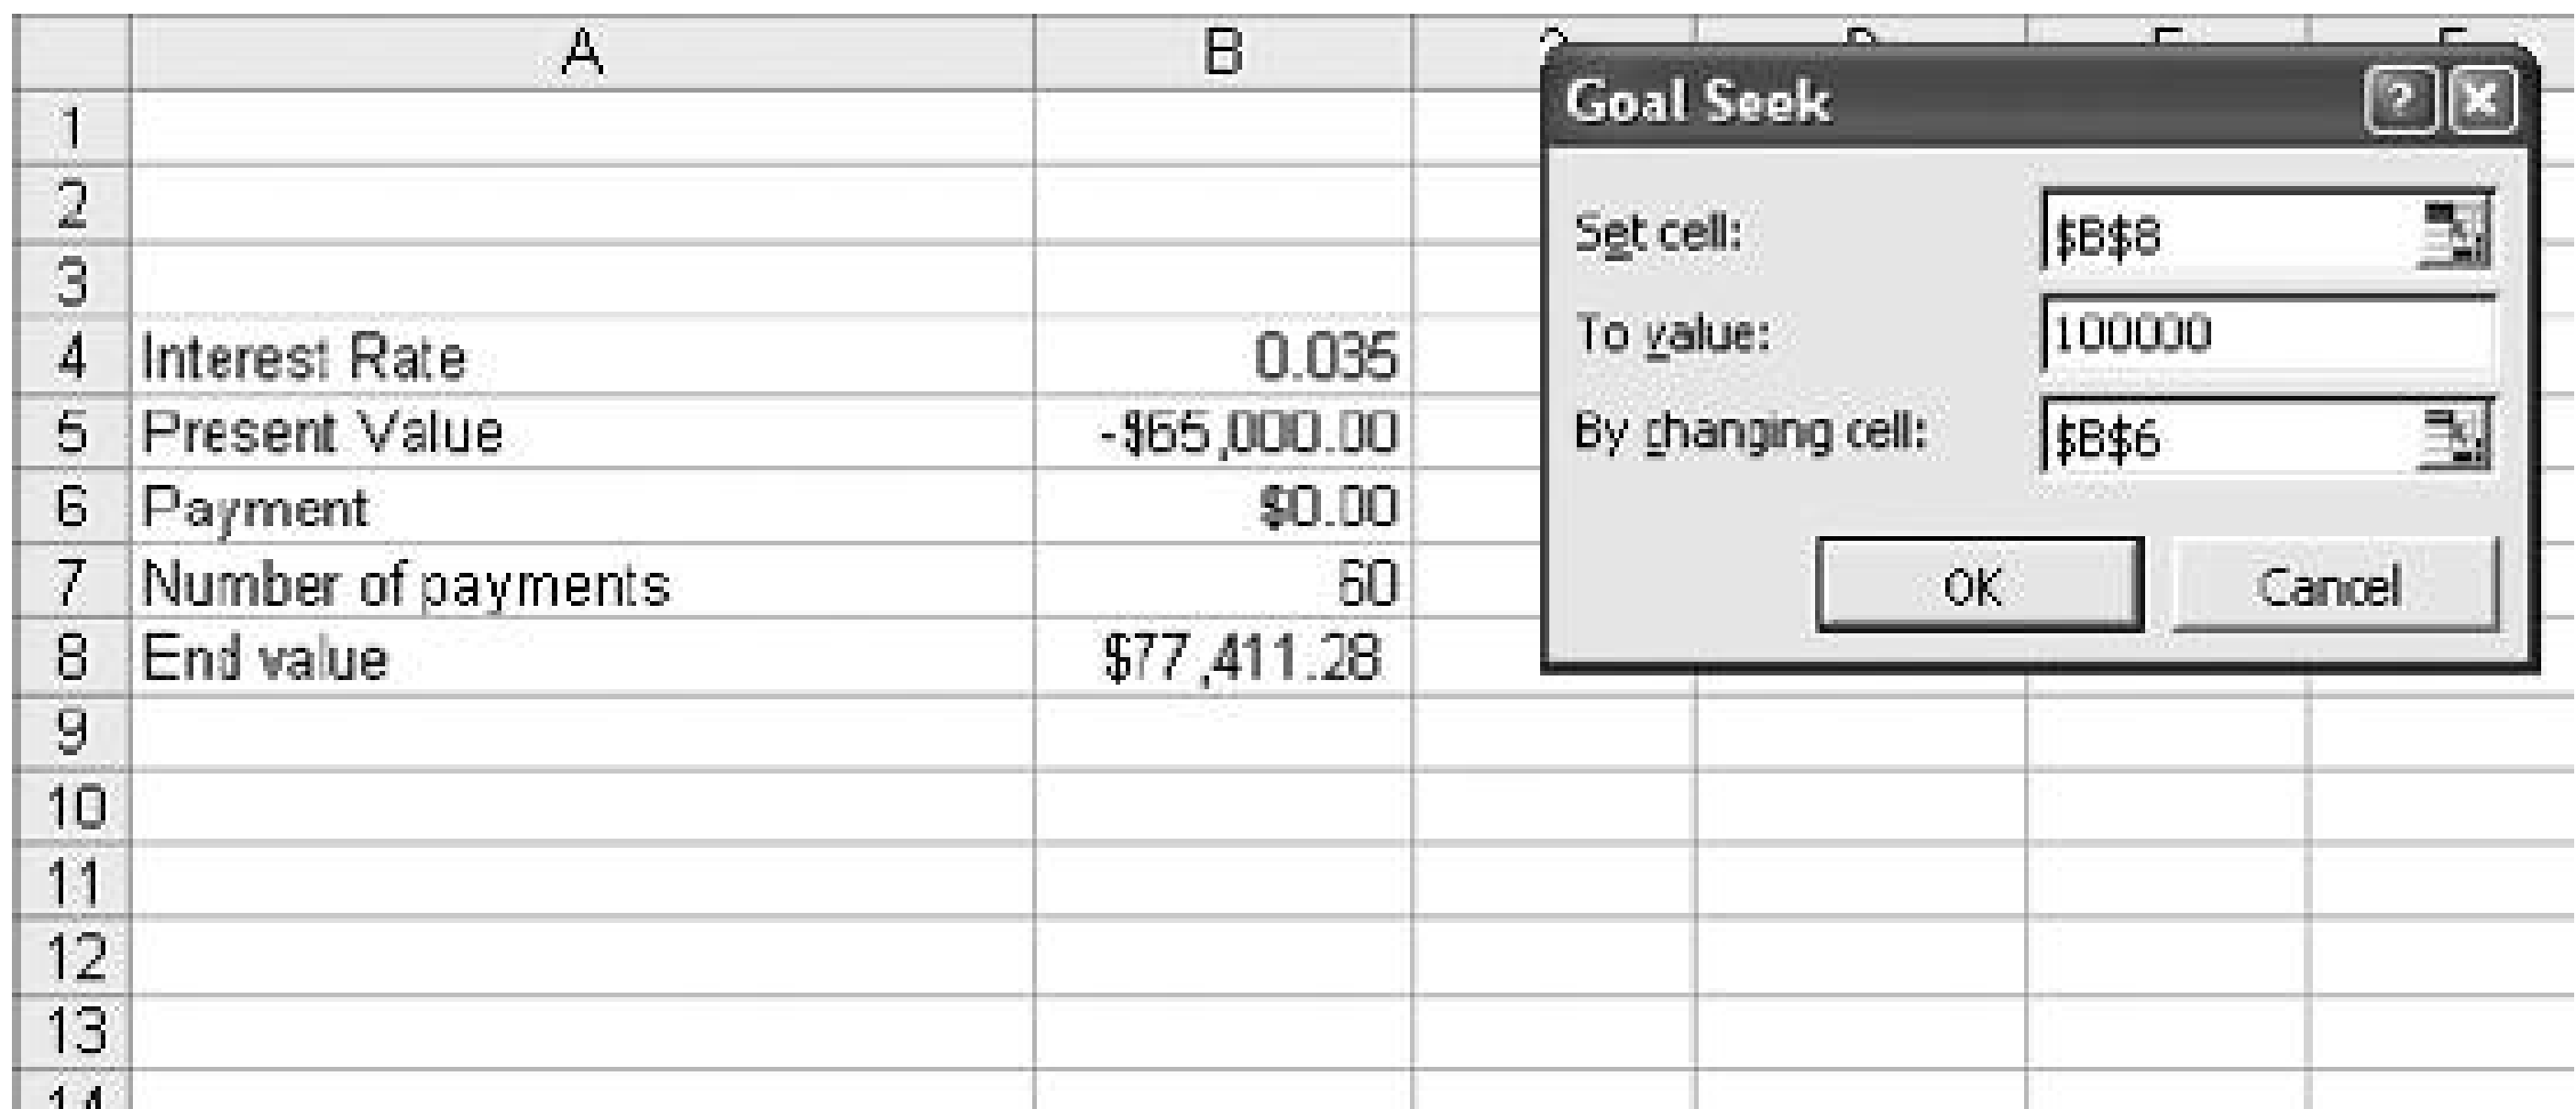 A B
1
2
3
4 Interest Rate 0.035
5 Present Value -$65,000.00
6 Payment $0.00
7 Number of payments 60
8 End value $77,411.28
9
10
11
12
13
14
Goal Seek
Set cell: $B$8
To value: 100000
By changing cell: $B$6
OK Cancel